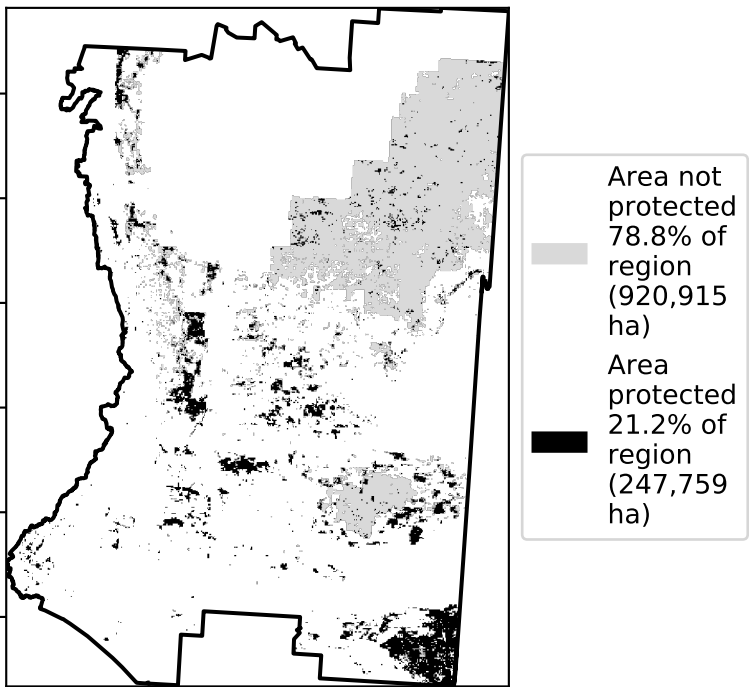 Area not
protected
78.8% of
region
(920,915
ha)
Area
protected
21.2% of
region
(247,759
ha)